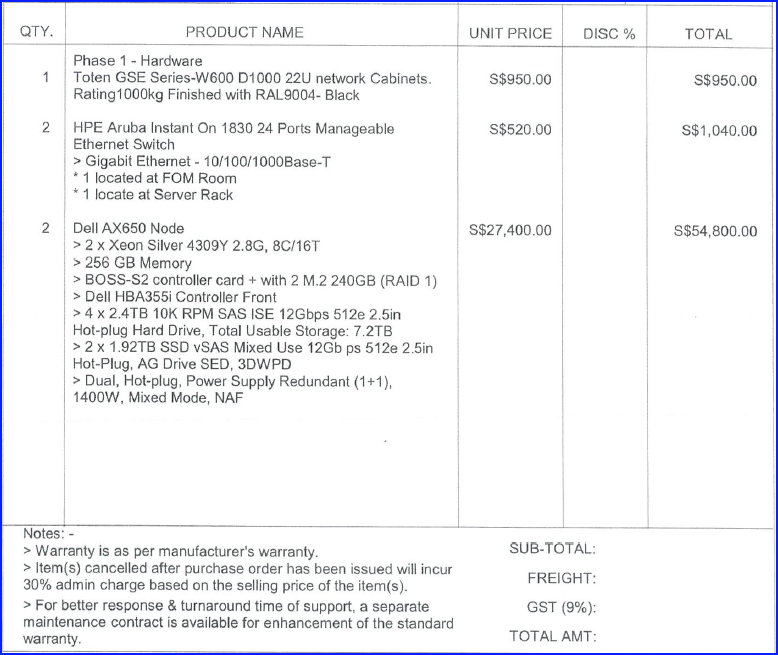 QTY. PRODUCT NAME UNIT PRICE DISC % TOTAL
Phase 1 - Hardware
1 Toten GSE Series-W600 D1000 22U network Cabinets. S$950.00 S$950.00
Rating1000kg Finished with RAL9004- Black
2 HPE Aruba Instant On 1830 24 Ports Manageable S$520.00 S$1,040.00
Ethernet Switch
> Gigabit Ethernet - 10/100/1000Base-T
* 1 located at FOM Room
* 1 locate at Server Rack
2 Dell AX650 Node S$27,400.00 S$54,800.00
> 2 x Xeon Silver 4309Y 2.8G, 8C/16T
> 256 GB Memory
> BOSS-S2 controller card + with 2 M.2 240GB (RAID 1)
> Dell HBA355i Controller Front
> 4 x 2.4TB 10K RPM SAS ISE 12Gbps 512e 2.5in
Hot-plug Hard Drive, Total Usable Storage: 7.2TB
> 2 x 1.92TB SSD vSAS Mixed Use 12Gb ps 512e 2.5in
Hot-Plug, AG Drive SED, 3DWPD
> Dual, Hot-plug, Power Supply Redundant (1+1),
1400W, Mixed Mode, NAF
Notes: -
> Warranty is as per manufacturer's warranty.
> Item(s) cancelled after purchase order has been issued will incur
30% admin charge based on the selling price of the item(s).
> For better response & turnaround time of support, a separate
maintenance contract is available for enhancement of the standard
warranty.
SUB-TOTAL:
FREIGHT:
GST (9%):
TOTAL AMT: